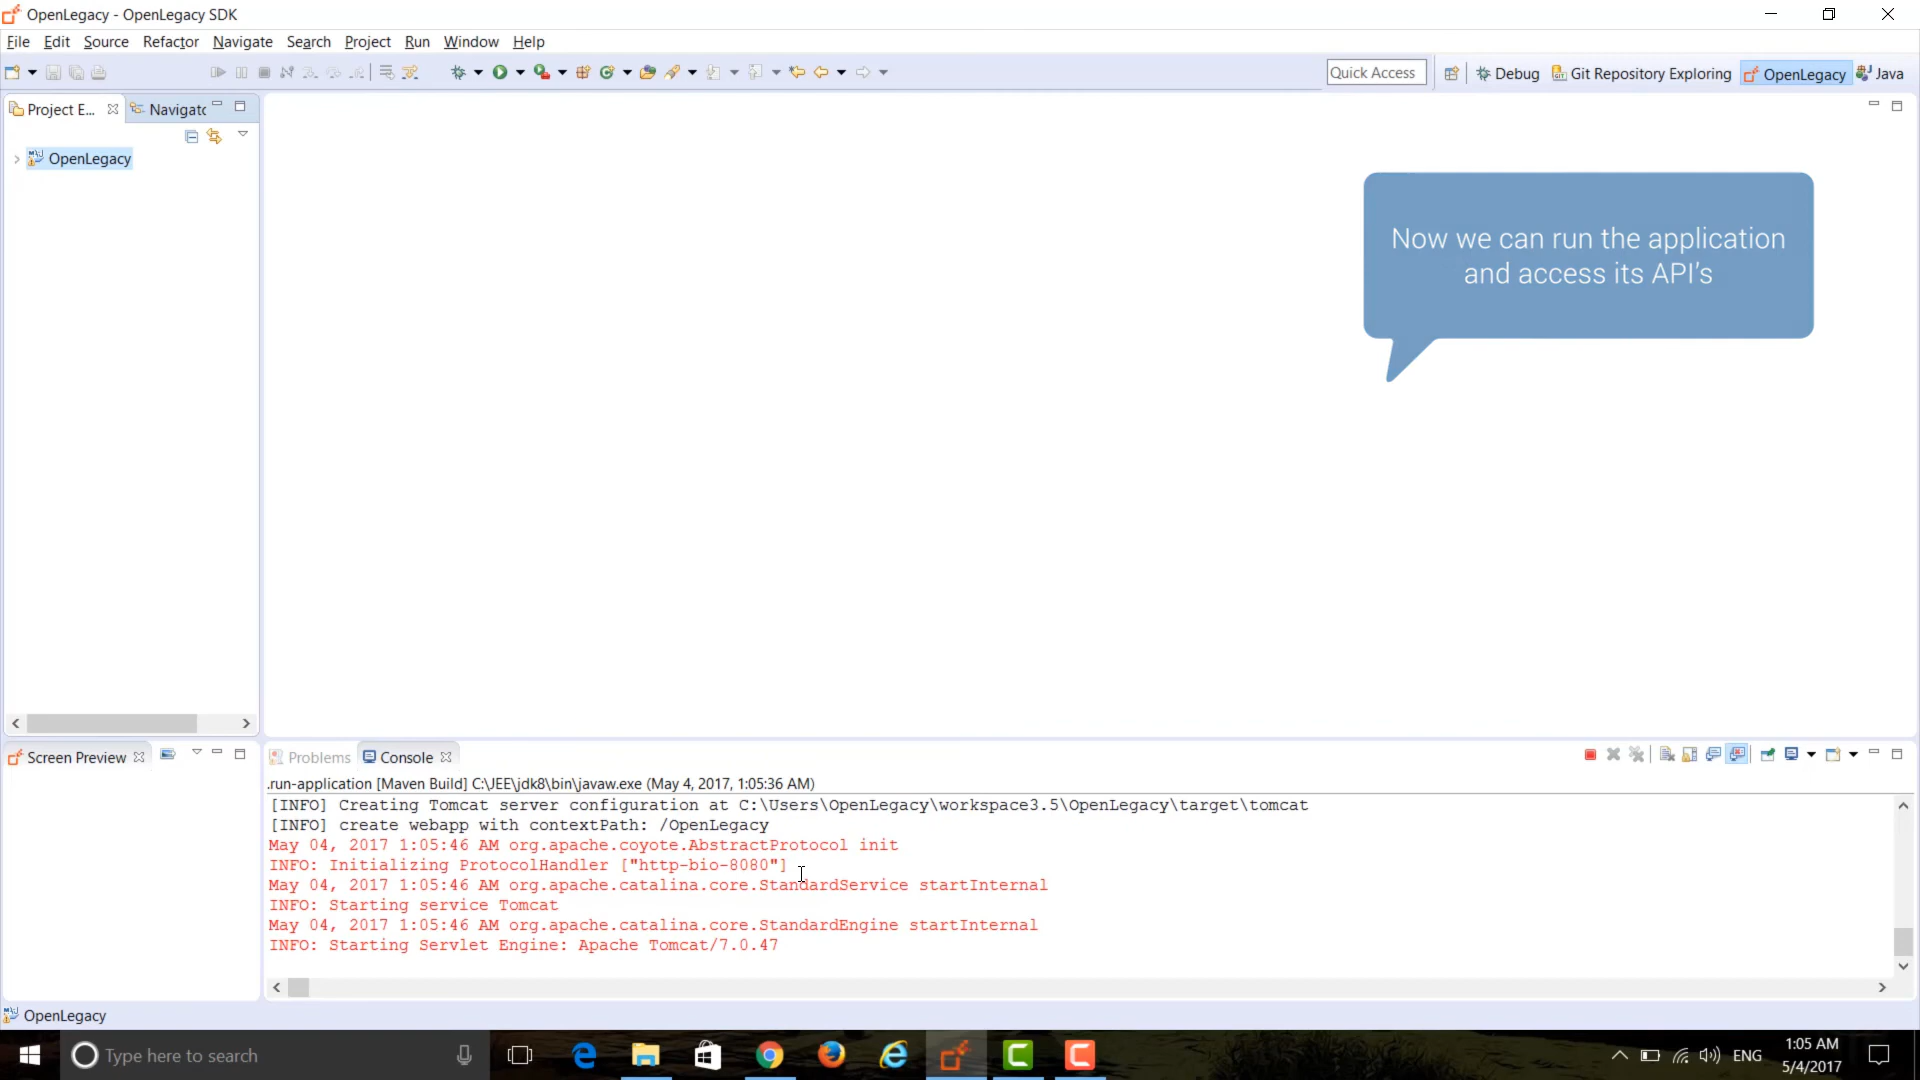 OpenLegacy - OpenLegacy SDK
File Edit Source Refactor Navigate Search Project Run Window Help
Quick Access Debug Git Repository Exploring OpenLegacy Java
Project E... Navigatc
OpenLegacy
Now we can run the application
and access its API's
Screen Preview
Problems Console
.run-application [Maven Build] C:\JEE\jdk8\bin\javaw.exe (May 4, 2017, 1:05:36 AM)
[INFO] Creating Tomcat server configuration at C:\Users\OpenLegacy\workspace3.5\OpenLegacy\target\tomcat
[INFO] create webapp with contextPath: /OpenLegacy
May 04, 2017 1:05:46 AM org.apache.coyote.AbstractProtocol init
INFO: Initializing ProtocolHandler ["http-bio-8080"]
May 04, 2017 1:05:46 AM org.apache.catalina.core.StandardService startInternal
INFO: Starting service Tomcat
May 04, 2017 1:05:46 AM org.apache.catalina.core.StandardEngine startInternal
INFO: Starting Servlet Engine: Apache Tomcat/7.0.47
OpenLegacy
Type here to search
ENG
1:05 AM
5/4/2017